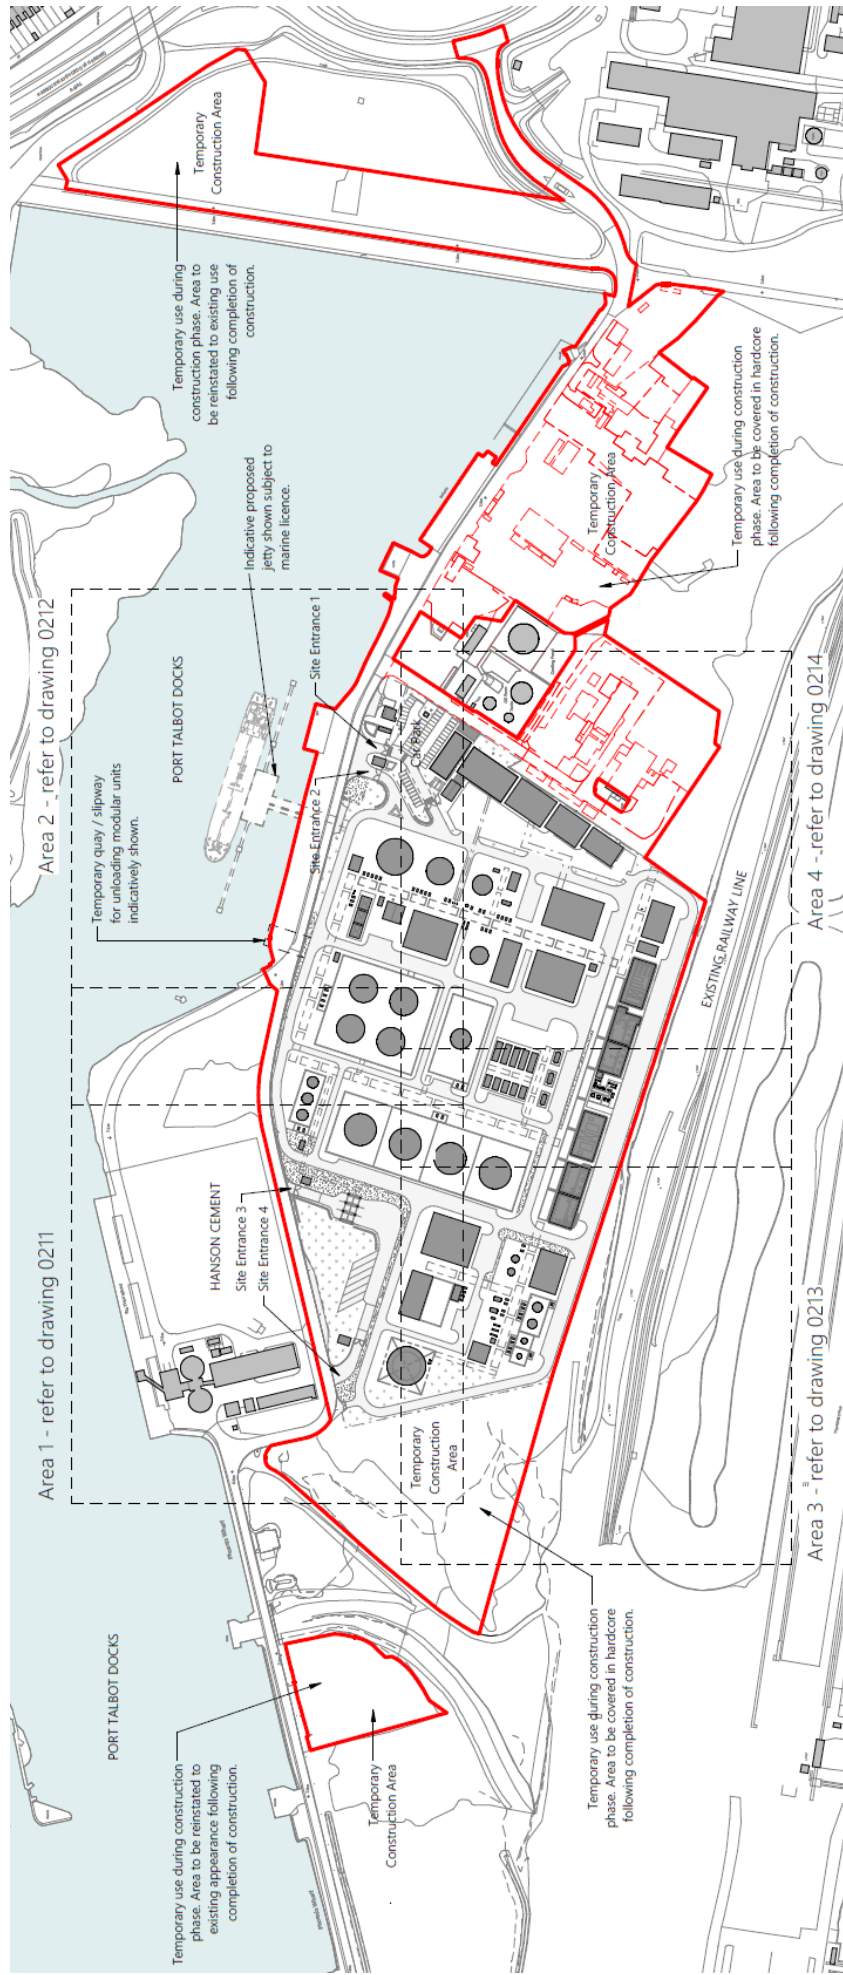 Area 1 - refer to drawing 0211
Area 2 - refer to drawing 0212
PORT TALBOT DOCKS
Temporary use during construction
phase. Area to be reinstated to
existing appearance following
completion of construction.
Temporary
Construction Area
HANSON CEMENT
Site Entrance 3
Site Entrance 4
Temporary quay / slipway
for unloading modular units
indicatively shown.
PORT TALBOT DOCKS
Indicative proposed
jetty shown subject to
marine licence.
Site Entrance 1
Site Entrance 2
Car Park
Temporary use during
construction phase. Area to
be reinstated to existing use
following completion of
construction.
Temporary
Construction Area
Temporary
Construction
Area
Temporary use during construction
phase. Area to be covered in hardcore
following completion of construction.
Temporary
Construction Area
Temporary use during construction
phase. Area to be covered in hardcore
following completion of construction.
EXISTING RAILWAY LINE
Area 3 - refer to drawing 0213
Area 4 - refer to drawing 0214
Phoenix Wharf
Phoenix Wharf